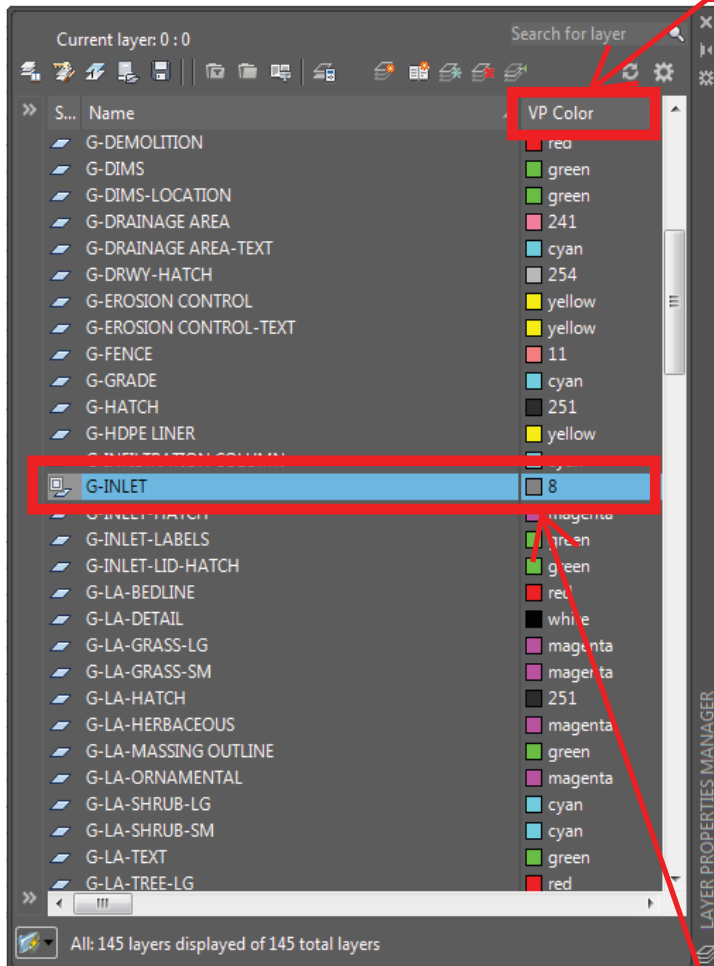 Current layer: 0 : 0
Search for layer
S... Name VP Color
G-DEMOLITION red
G-DIMS green
G-DIMS-LOCATION green
G-DRAINAGE AREA 241
G-DRAINAGE AREA-TEXT cyan
G-DRWY-HATCH 254
G-EROSION CONTROL yellow
G-EROSION CONTROL-TEXT yellow
G-FENCE 11
G-GRADE cyan
G-HATCH 251
G-HDPE LINER yellow
G-INFILTRATION COLUMN cyan
G-INLET 8
G-INLET-HATCH magenta
G-INLET-LABELS green
G-INLET-LID-HATCH green
G-LA-BEDLINE red
G-LA-DETAIL white
G-LA-GRASS-LG magenta
G-LA-GRASS-SM magenta
G-LA-HATCH 251
G-LA-HERBACEOUS magenta
G-LA-MASSING OUTLINE green
G-LA-ORNAMENTAL magenta
G-LA-SHRUB-LG cyan
G-LA-SHRUB-SM cyan
G-LA-TEXT green
G-LA-TREE-LG red
All: 145 layers displayed of 145 total layers
LAYER PROPERTIES MANAGER